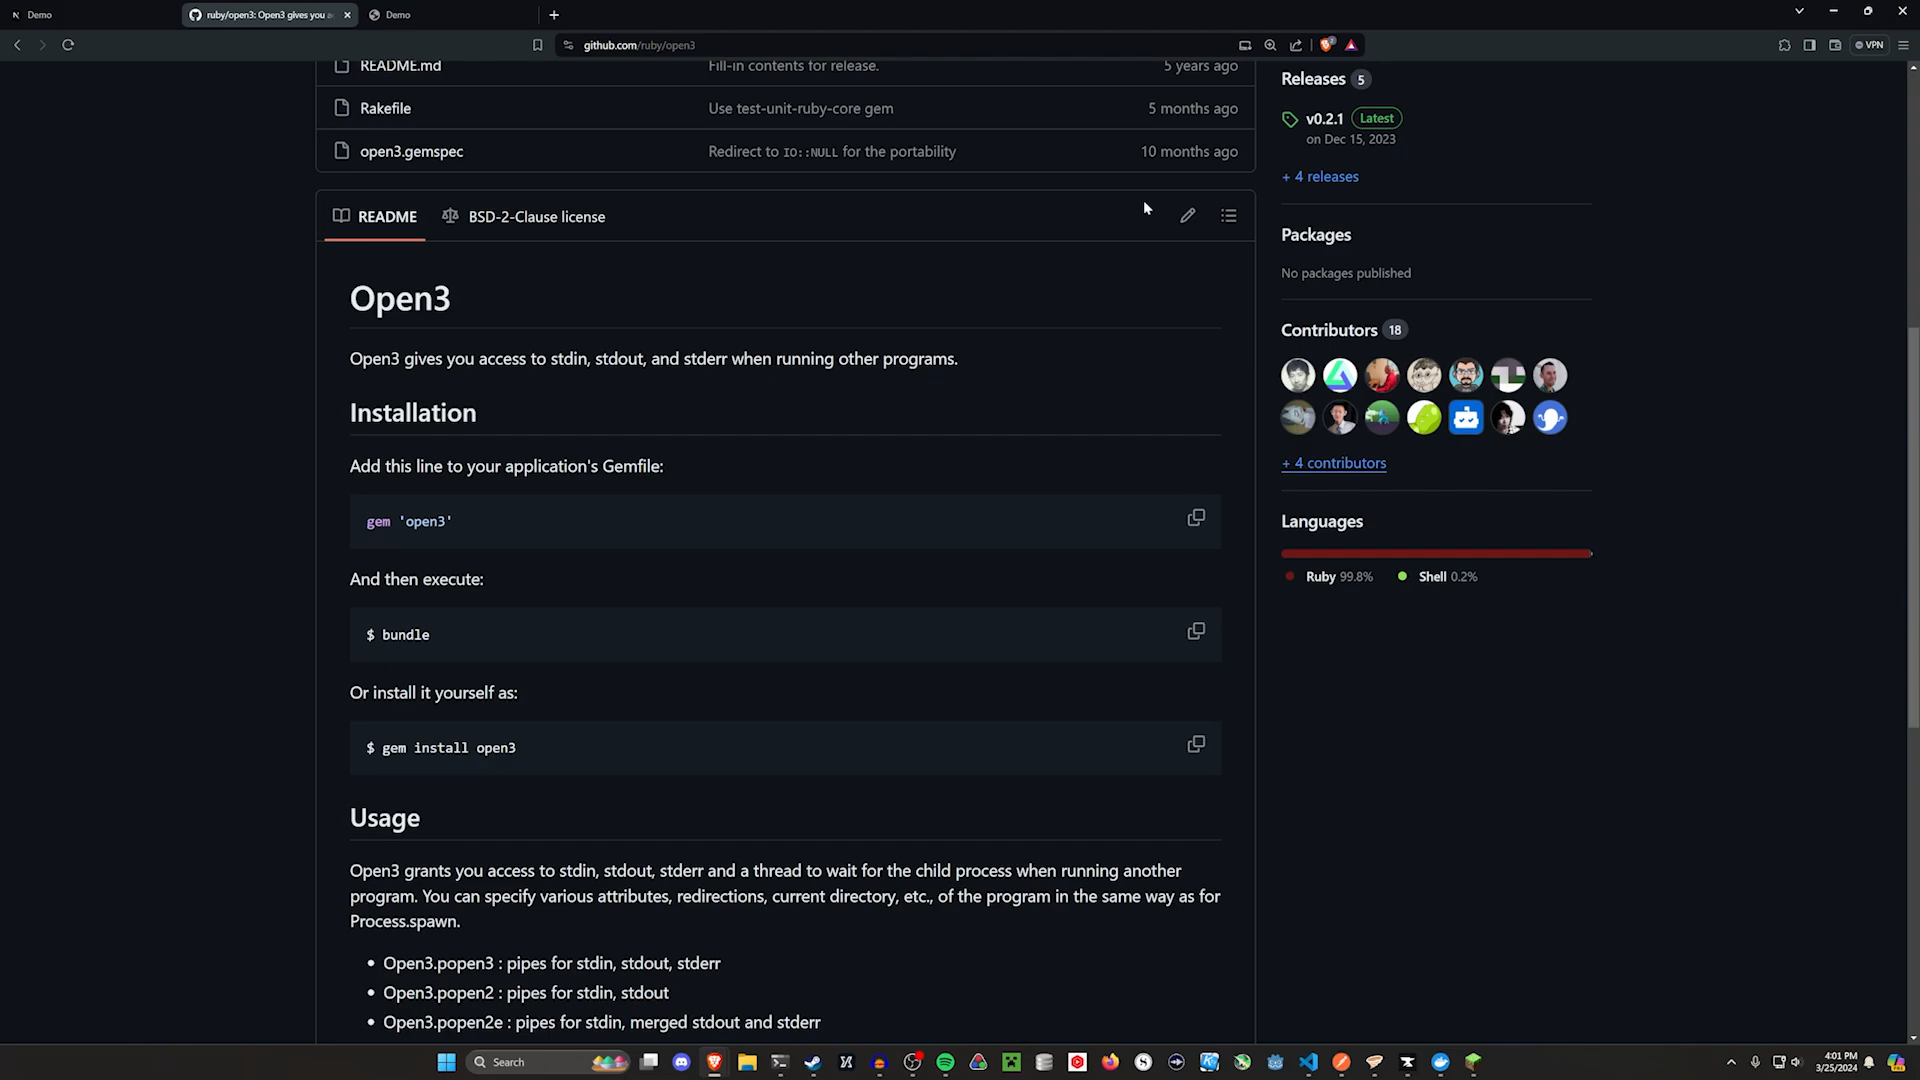 Demo
ruby/open3: Open3 gives you a
Demo
github.com/ruby/open3
VPN
README.md Fill-in contents for release. 5 years ago
Rakefile Use test-unit-ruby-core gem 5 months ago
open3.gemspec Redirect to IO::NULL for the portability 10 months ago
README BSD-2-Clause license
Open3
Open3 gives you access to stdin, stdout, and stderr when running other programs.
Installation
Add this line to your application's Gemfile:
gem 'open3'
And then execute:
$ bundle
Or install it yourself as:
$ gem install open3
Usage
Open3 grants you access to stdin, stdout, stderr and a thread to wait for the child process when running another
program. You can specify various attributes, redirections, current directory, etc., of the program in the same way as for
Process.spawn.
• Open3.popen3 : pipes for stdin, stdout, stderr
• Open3.popen2 : pipes for stdin, stdout
• Open3.popen2e : pipes for stdin, merged stdout and stderr
Releases 5
v0.2.1 Latest
on Dec 15, 2023
+ 4 releases
Packages
No packages published
Contributors 18
+ 4 contributors
Languages
Ruby 99.8% Shell 0.2%
Search
4:01 PM
3/25/2024